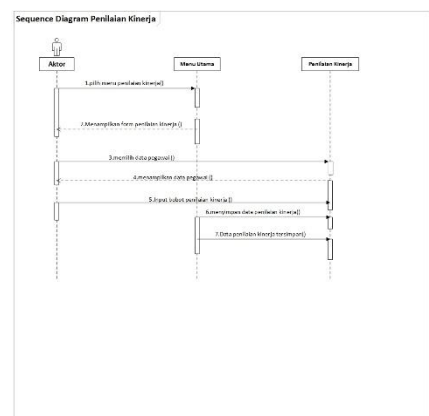 Sequence Diagram Penilaian Kinerja
Aktor
Menu Utama
Penilaian Kinerja
1.pilih menu penilaian kinerja()
2.Menampilkan form penilaian kinerja ()
3.memilih data pegawai ()
4.menampilkan data pegawai ()
5.Input bobot penilaian kinerja ()
6.menyimpan data penilaian kinerja()
7.Data penilaian kinerja tersimpan()